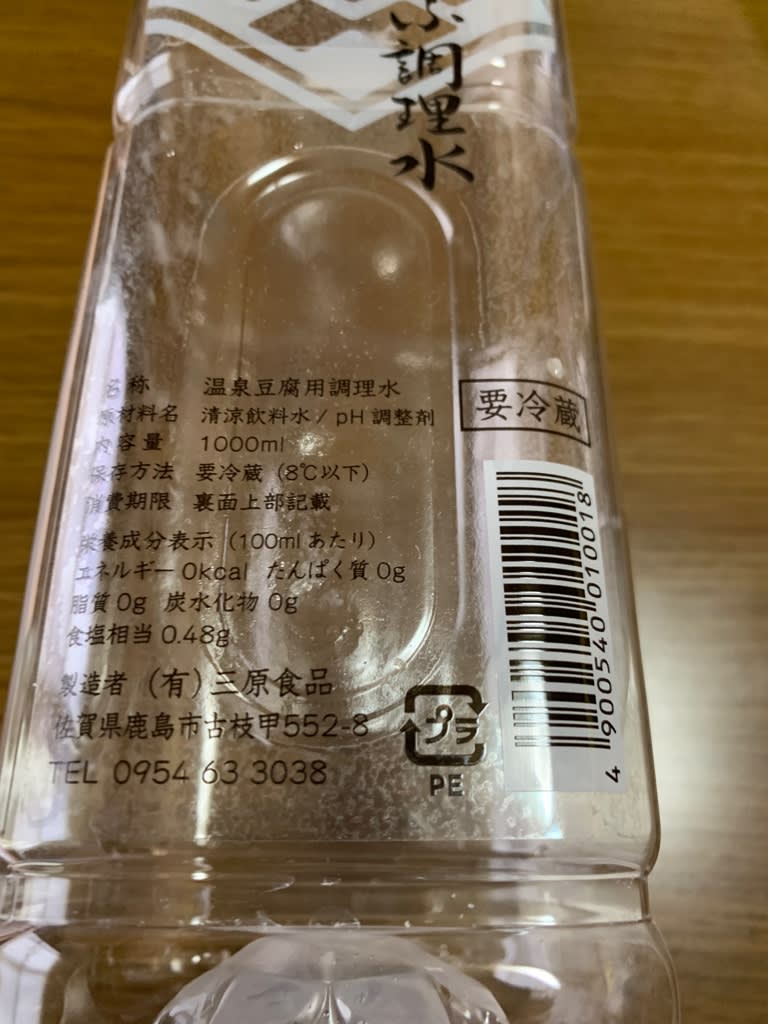 ふ調理水
名称 温泉豆腐用調理水
原材料名 清涼飲料水/pH調整剤
内容量 1000ml
保存方法 要冷蔵(8℃以下)
消費期限 裏面上部記載
要冷蔵
栄養成分表示(100mlあたり)
エネルギー0kcal たんぱく質0g
脂質0g 炭水化物0g
食塩相当0.48g
製造者 (有)三原食品
佐賀県鹿島市古枝甲552-8
TEL 0954 63 3038
プラ
PE
4900540010018